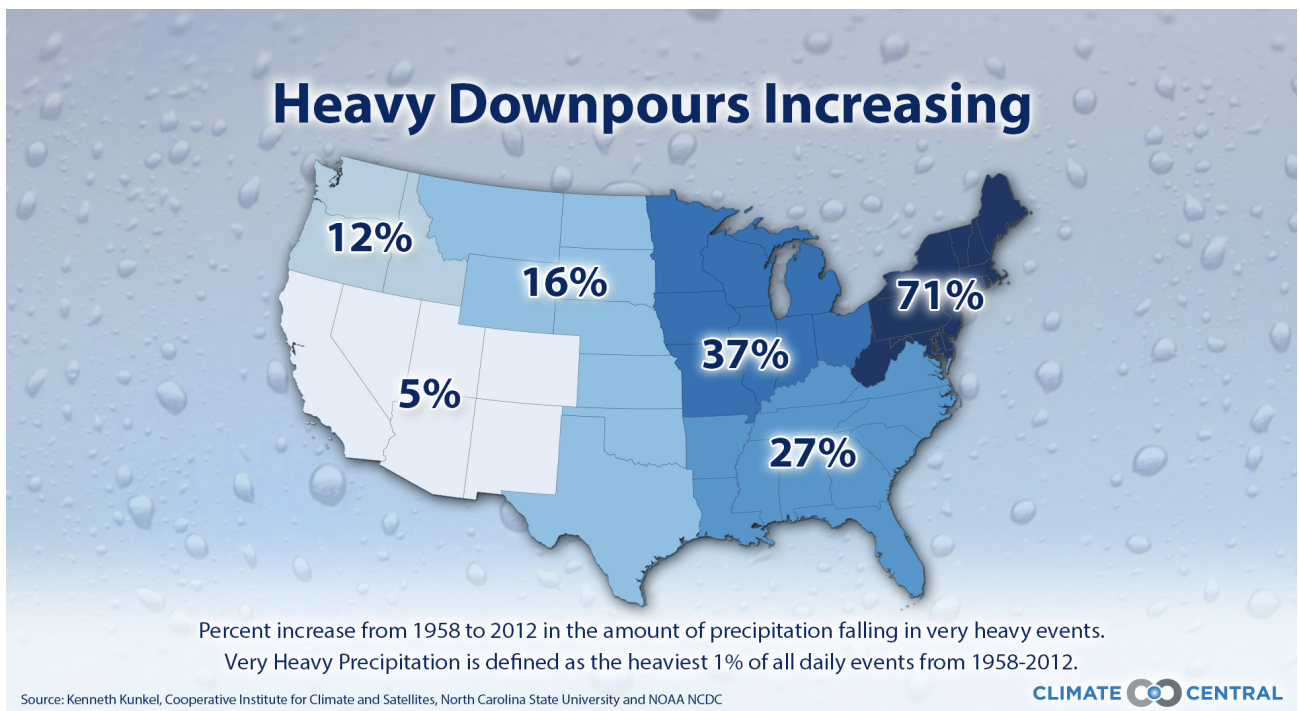 Heavy Downpours Increasing
12%
16%
71%
37%
5%
27%
Percent increase from 1958 to 2012 in the amount of precipitation falling in very heavy events.
Very Heavy Precipitation is defined as the heaviest 1% of all daily events from 1958-2012.
Source: Kenneth Kunkel, Cooperative Institute for Climate and Satellites, North Carolina State University and NOAA NCDC
CLIMATE CENTRAL